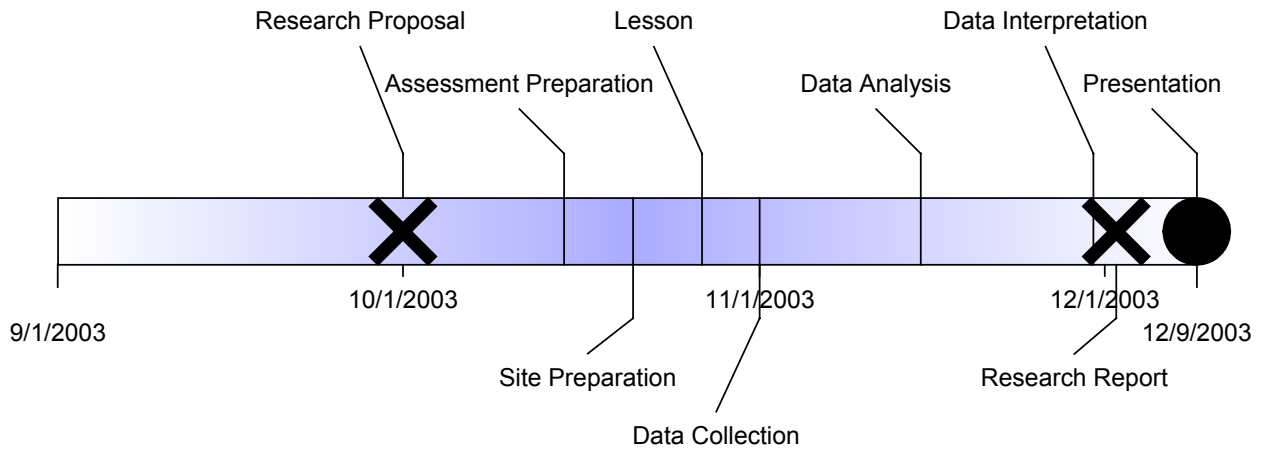 Research Proposal
Lesson
Data Interpretation
Assessment Preparation
Data Analysis
Presentation
10/1/2003
11/1/2003
12/1/2003
9/1/2003
12/9/2003
Site Preparation
Research Report
Data Collection